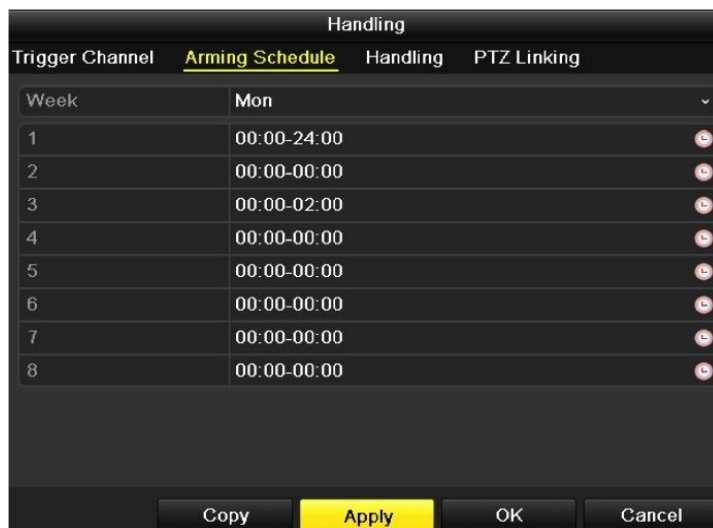 Handling
Trigger Channel Arming Schedule Handling PTZ Linking
Week Mon
1 00:00-24:00
2 00:00-00:00
3 00:00-02:00
4 00:00-00:00
5 00:00-00:00
6 00:00-00:00
7 00:00-00:00
8 00:00-00:00
Copy Apply OK Cancel